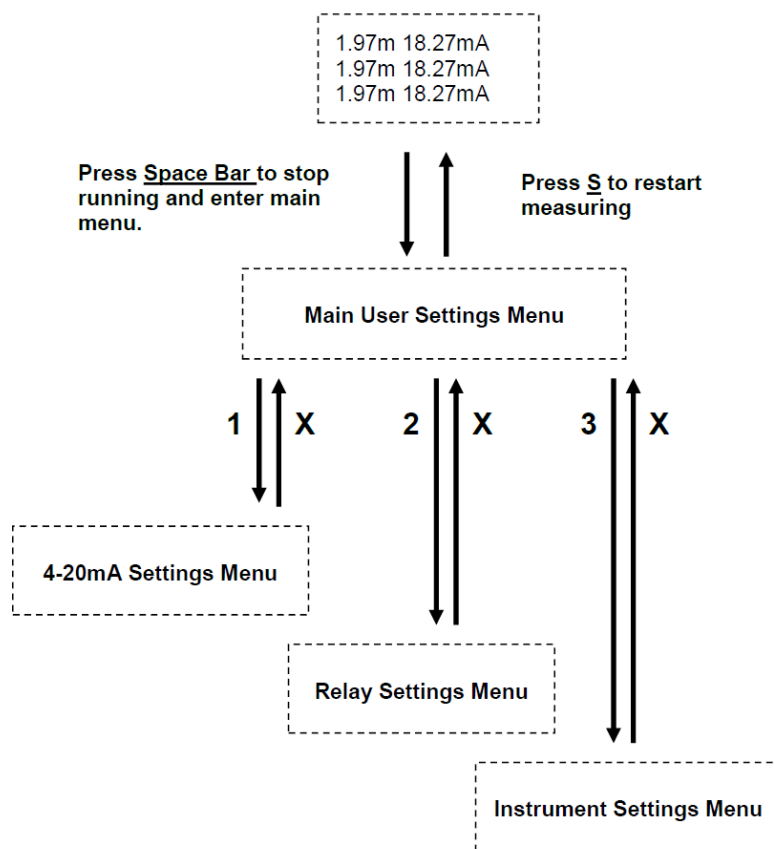 1.97m 18.27mA
1.97m 18.27mA
1.97m 18.27mA
Press Space Bar to stop
running and enter main
menu.
Press S to restart
measuring
Main User Settings Menu
1 X 2 X 3 X
4-20mA Settings Menu
Relay Settings Menu
Instrument Settings Menu